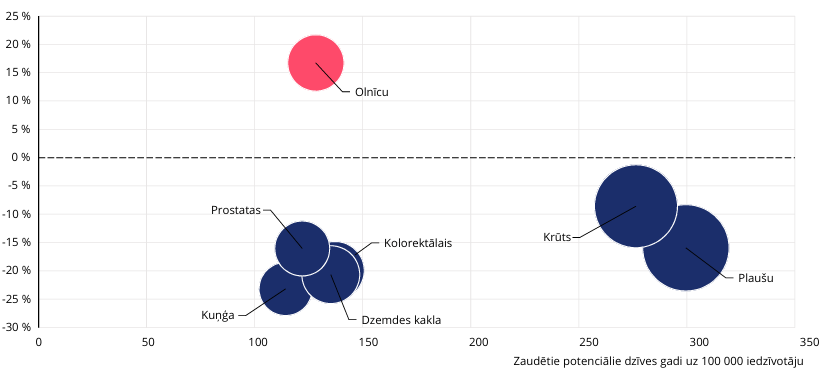 25 %
20 %
15 %
10 %
5 %
0 %
-5 %
-10 %
-15 %
-20 %
-25 %
-30 %
Olnīcu
Prostatas
Kolorektālais
Krūts
Plaušu
Kuņģa
Dzemdes kakla
0 50 100 150 200 250 300 350
Zaudētie potenciālie dzīves gadi uz 100 000 iedzīvotāju